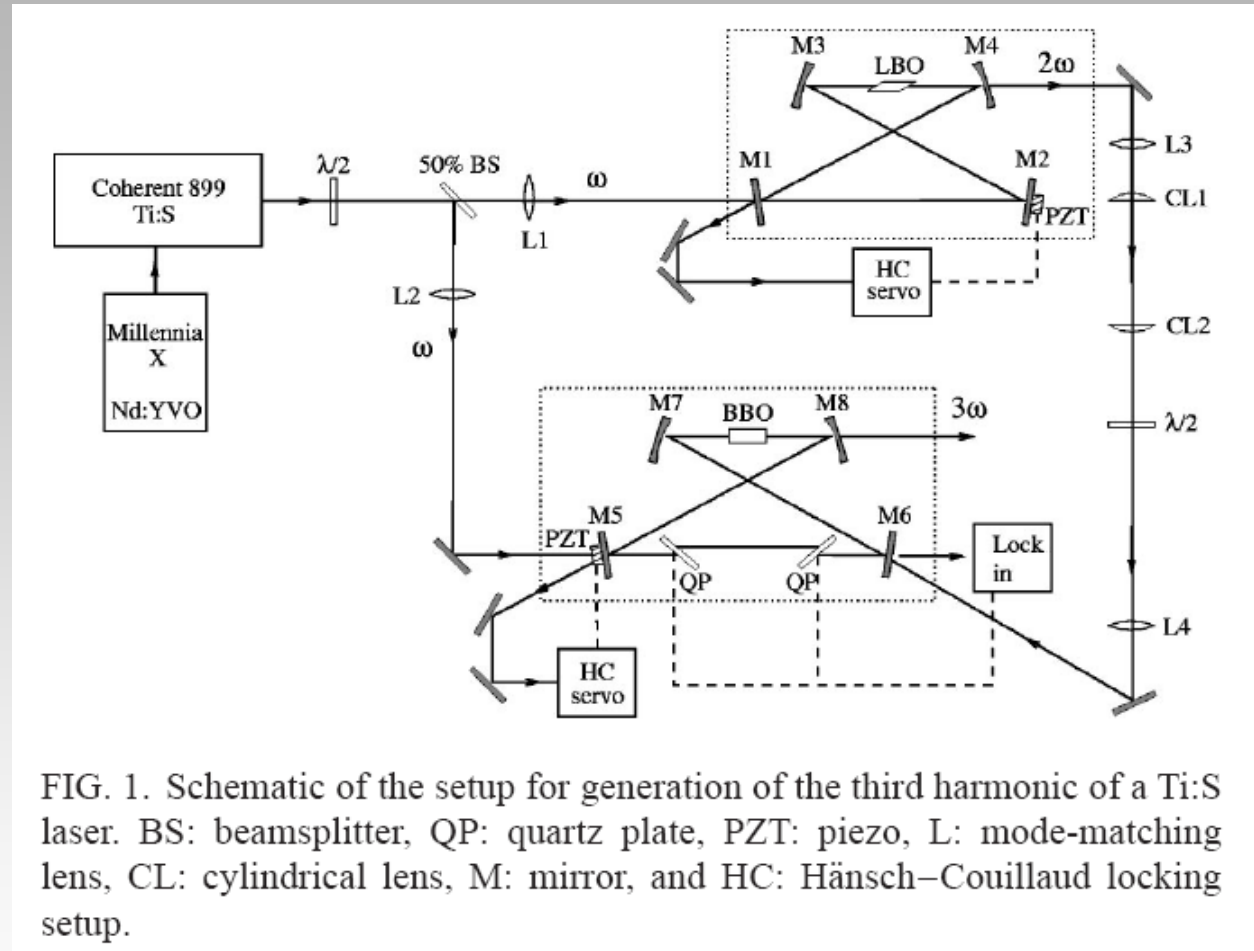 M3
M4
LBO
2ω
L3
λ/2
50% BS
M1
M2
CL1
Coherent 899
Ti:S
ω
PZT
L1
HC
servo
L2
CL2
Millennia
X
Nd:YVO
ω
M7
BBO
M8
3ω
λ/2
PZT
M5
M6
Lock
in
QP
QP
L4
HC
servo
FIG. 1. Schematic of the setup for generation of the third harmonic of a Ti:S
laser. BS: beamsplitter, QP: quartz plate, PZT: piezo, L: mode-matching
lens, CL: cylindrical lens, M: mirror, and HC: Hänsch–Couillaud locking
setup.